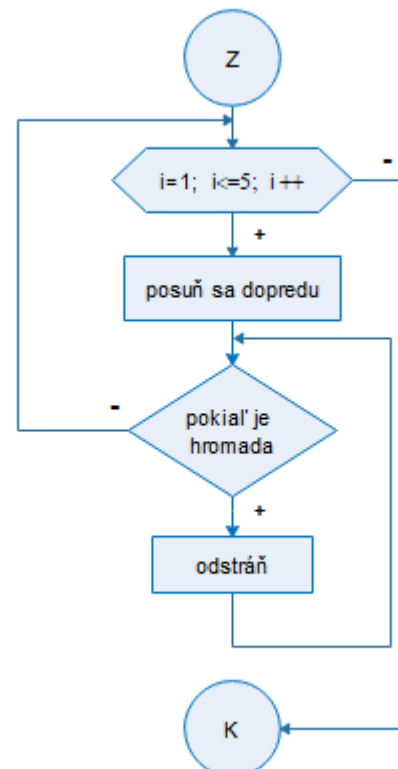 Z
i=1; i<=5; i ++
-
+
posuň sa dopredu
pokiaľ je
hromada
-
+
odstráň
K